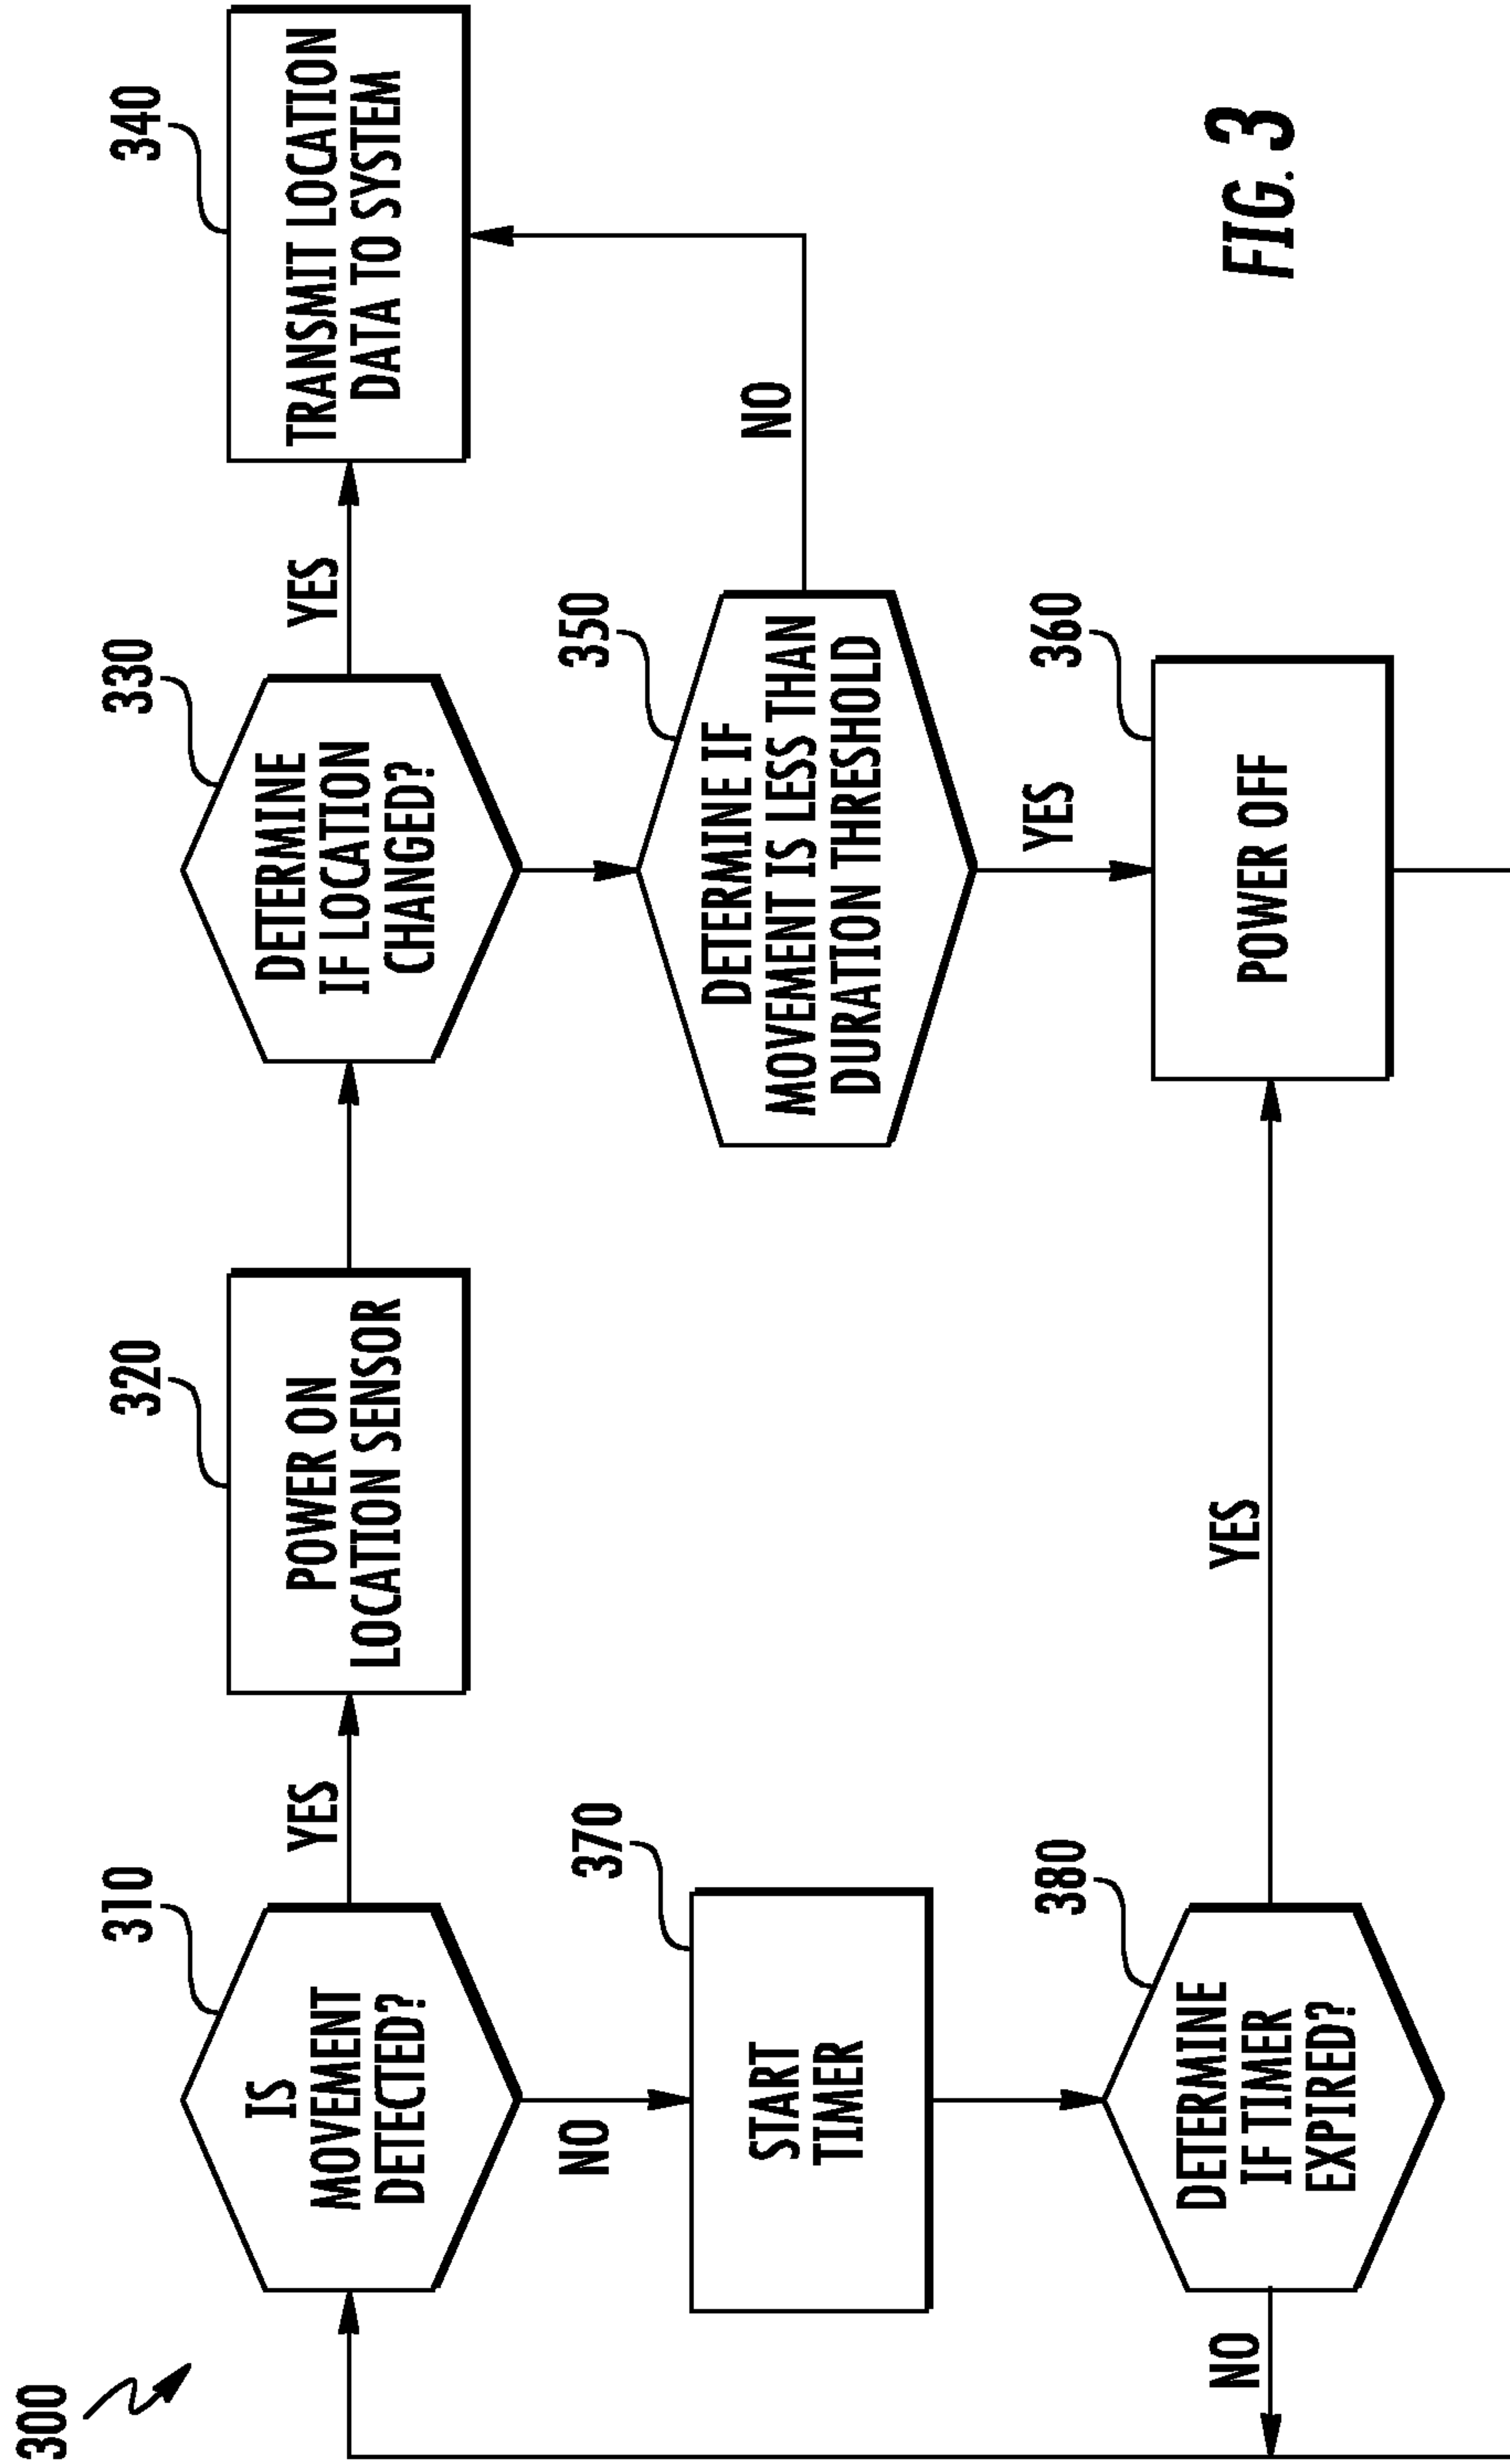 300
310
IS
MOVEMENT
DETECTED?
YES
320
POWER ON
LOCATION SENSOR
330
DETERMINE
IF LOCATION
CHANGED?
YES
340
TRANSMIT LOCATION
DATA TO SYSTEM
NO
370
START
TIMER
350
DETERMINE IF
MOVEMENT IS LESS THAN
DURATION THRESHOLD
NO
YES
380
DETERMINE
IF TIMER
EXPIRED?
NO
YES
360
POWER OFF
FIG. 3